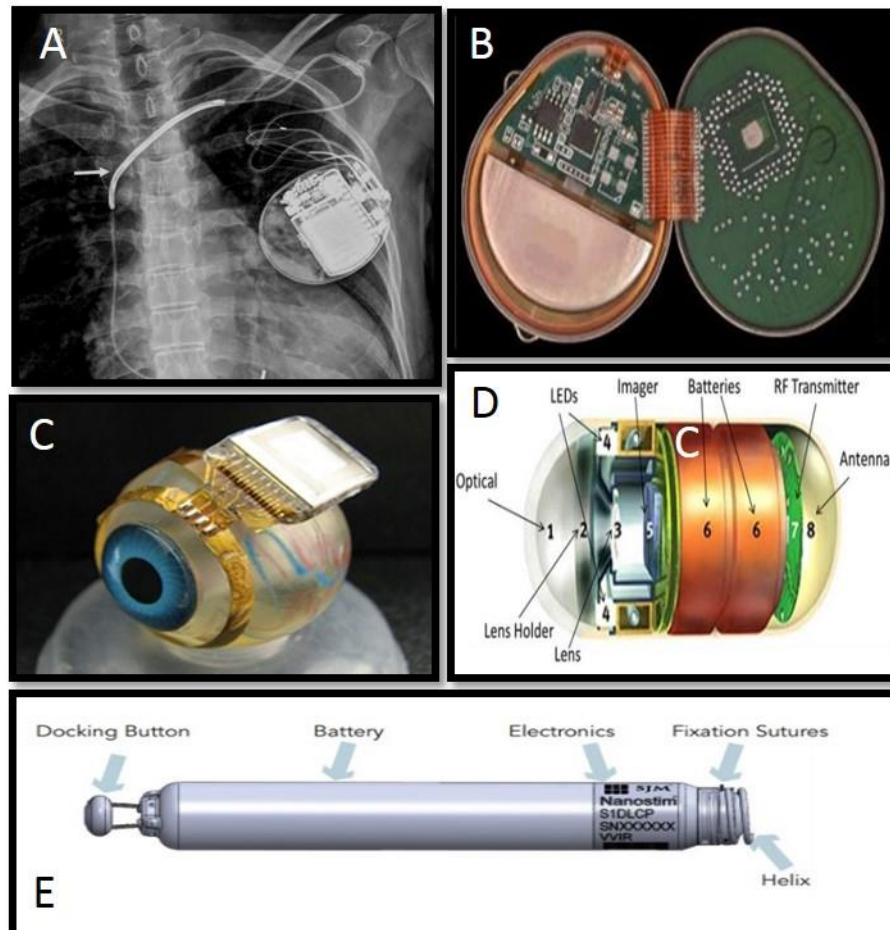 A
B
C
D
LEDs
Imager
Batteries
RF Transmitter
4
C
Optical
Antenna
1
2
3
5
6
6
7
8
4
Lens Holder
Lens
Docking Button
Battery
Electronics
Fixation Sutures
SJM
Nanostim
S1DLCP
SNXXXXXX
VVIR
Helix
E